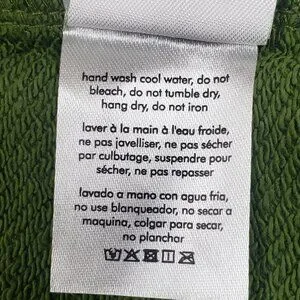 hand wash cool water, do not
bleach, do not tumble dry,
hang dry, do not iron
laver à la main à l'eau froide,
ne pas javelliser, ne pas sécher
par culbutage, suspendre pour
sécher, ne pas repasser
lavado a mano con agua fria,
no use blanqueador, no secar a
maquina, colgar para secar,
no planchar